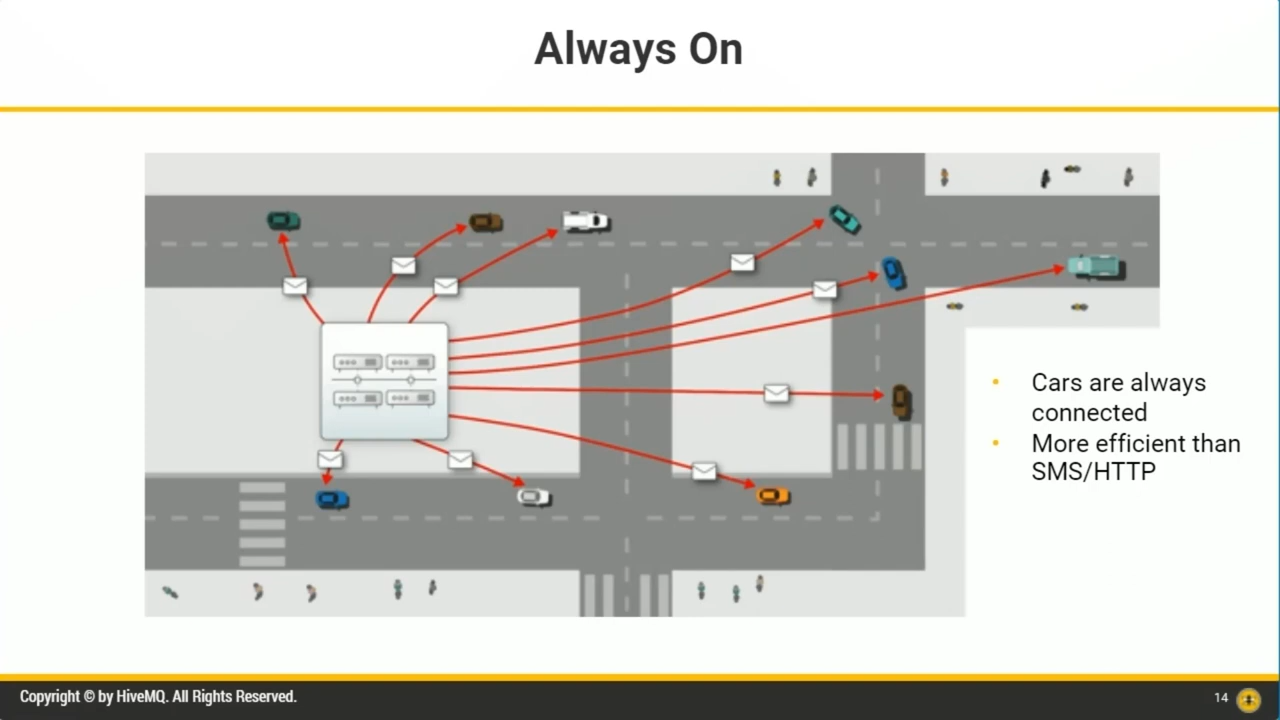 Always On
• Cars are always
connected
• More efficient than
SMS/HTTP
Copyright © by HiveMQ. All Rights Reserved.
14